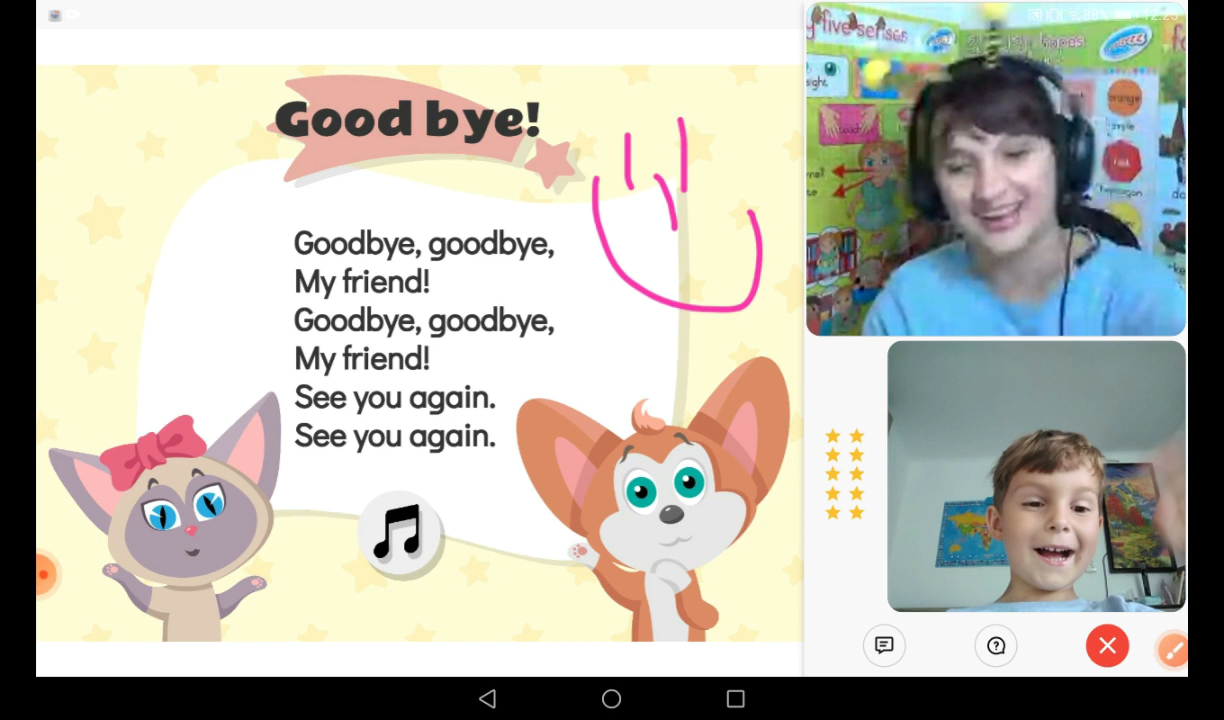 Good bye!
Goodbye, goodbye,
My friend!
Goodbye, goodbye,
My friend!
See you again.
See you again.
five senses
sight
touch
orange